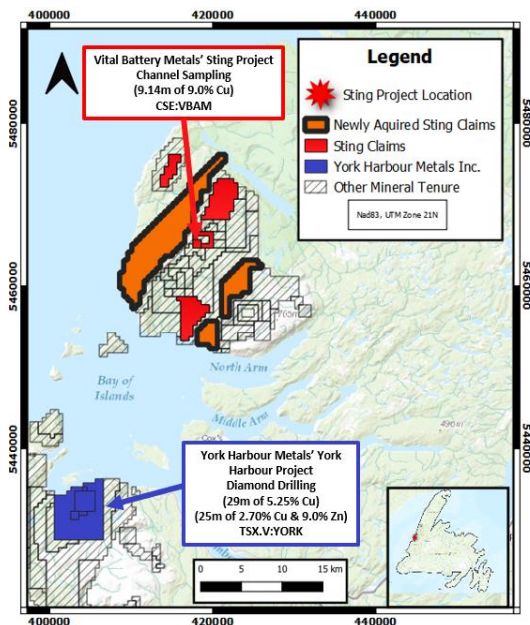 400000
420000
440000
Vital Battery Metals' Sting Project
Channel Sampling
(9.14m of 9.0% Cu)
CSE:VBAM
Legend
Sting Project Location
Newly Aquired Sting Claims
Sting Claims
York Harbour Metals Inc.
Other Mineral Tenure
Nad83, UTM Zone 21N
5480000
5480000
5460000
5460000
North Arm
Bay of
Islands
Middle Arm
5440000
5440000
York Harbour Metals' York
Harbour Project
Diamond Drilling
(29m of 5.25% Cu)
(25m of 2.70% Cu & 9.0% Zn)
TSX.V:YORK
0
5
10
15 km
400000
420000
440000